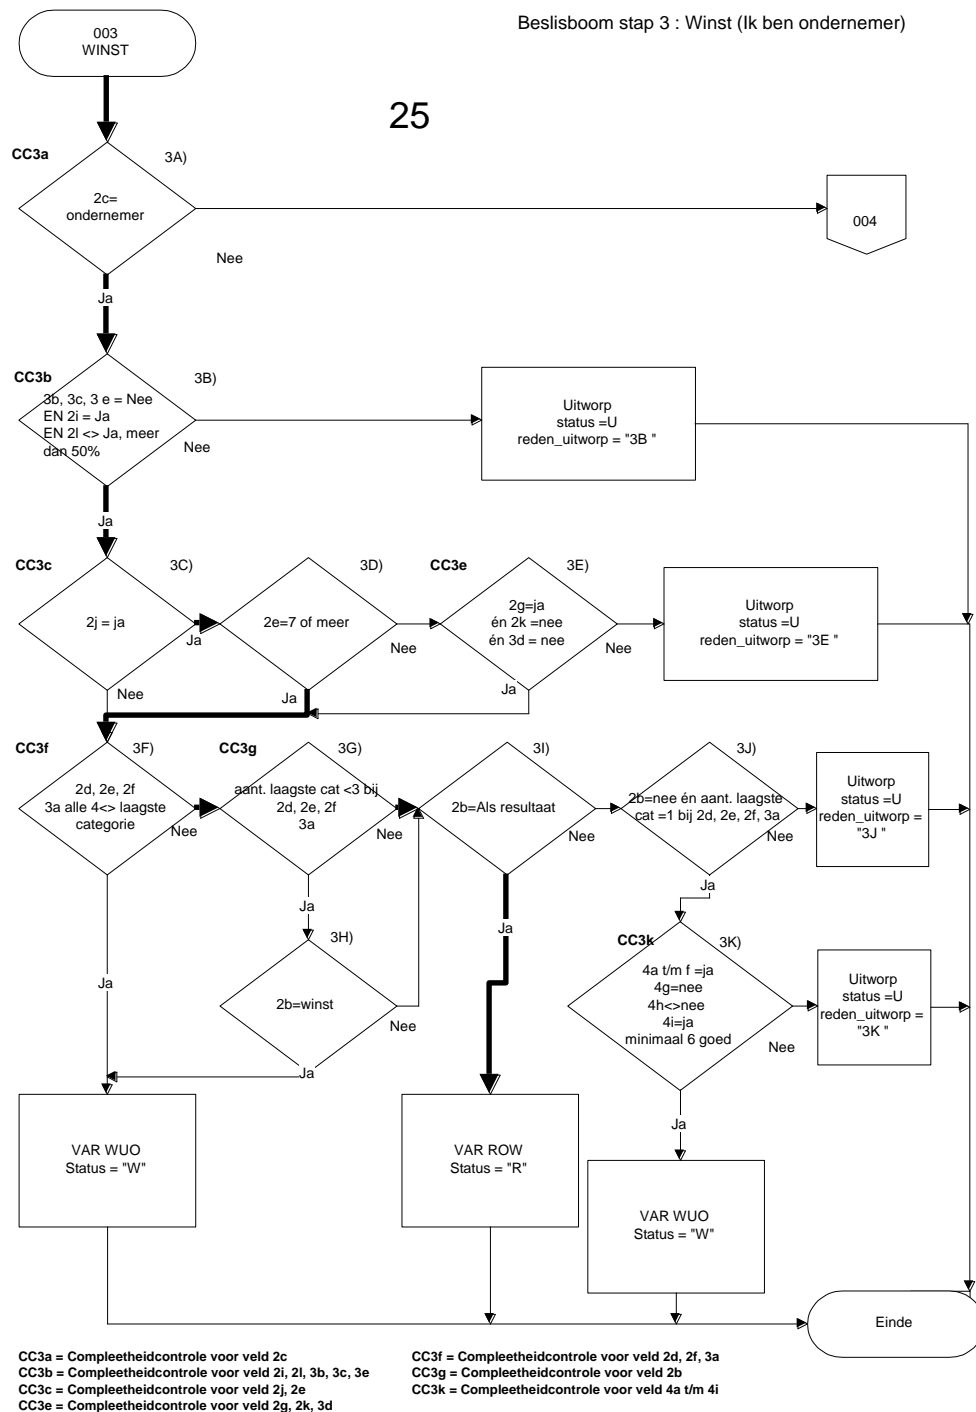 Beslisboom stap 3 : Winst (Ik ben ondernemer)
003
WINST
25
CC3a
3A)
2c=
ondernemer
Nee
004
Ja
CC3b
3B)
3b, 3c, 3 e = Nee
EN 2i = Ja
EN 2l <> Ja, meer
dan 50%
Nee
Uitworp
status =U
reden_uitworp = "3B "
Ja
CC3c
3C)
2j = ja
Ja
Nee
3D)
2e=7 of meer
Nee
Ja
CC3e
3E)
2g=ja
én 2k =nee
én 3d = nee
Nee
Ja
Uitworp
status =U
reden_uitworp = "3E "
CC3f
3F)
2d, 2e, 2f
3a alle 4<> laagste
categorie
Nee
Ja
CC3g
3G)
aant. laagste cat <3 bij
2d, 2e, 2f
3a
Nee
Ja
3H)
2b=winst
Nee
Ja
3I)
2b=Als resultaat
Nee
Ja
3J)
2b=nee én aant. laagste
cat =1 bij 2d, 2e, 2f, 3a
Nee
Ja
Uitworp
status =U
reden_uitworp =
"3J "
CC3k
3K)
4a t/m f =ja
4g=nee
4h<>nee
4i=ja
minimaal 6 goed
Nee
Ja
Uitworp
status =U
reden_uitworp =
"3K "
VAR WUO
Status = "W"
VAR ROW
Status = "R"
VAR WUO
Status = "W"
Einde
CC3a = Compleetheidcontrole voor veld 2c
CC3b = Compleetheidcontrole voor veld 2i, 2l, 3b, 3c, 3e
CC3c = Compleetheidcontrole voor veld 2j, 2e
CC3e = Compleetheidcontrole voor veld 2g, 2k, 3d
CC3f = Compleetheidcontrole voor veld 2d, 2f, 3a
CC3g = Compleetheidcontrole voor veld 2b
CC3k = Compleetheidcontrole voor veld 4a t/m 4i